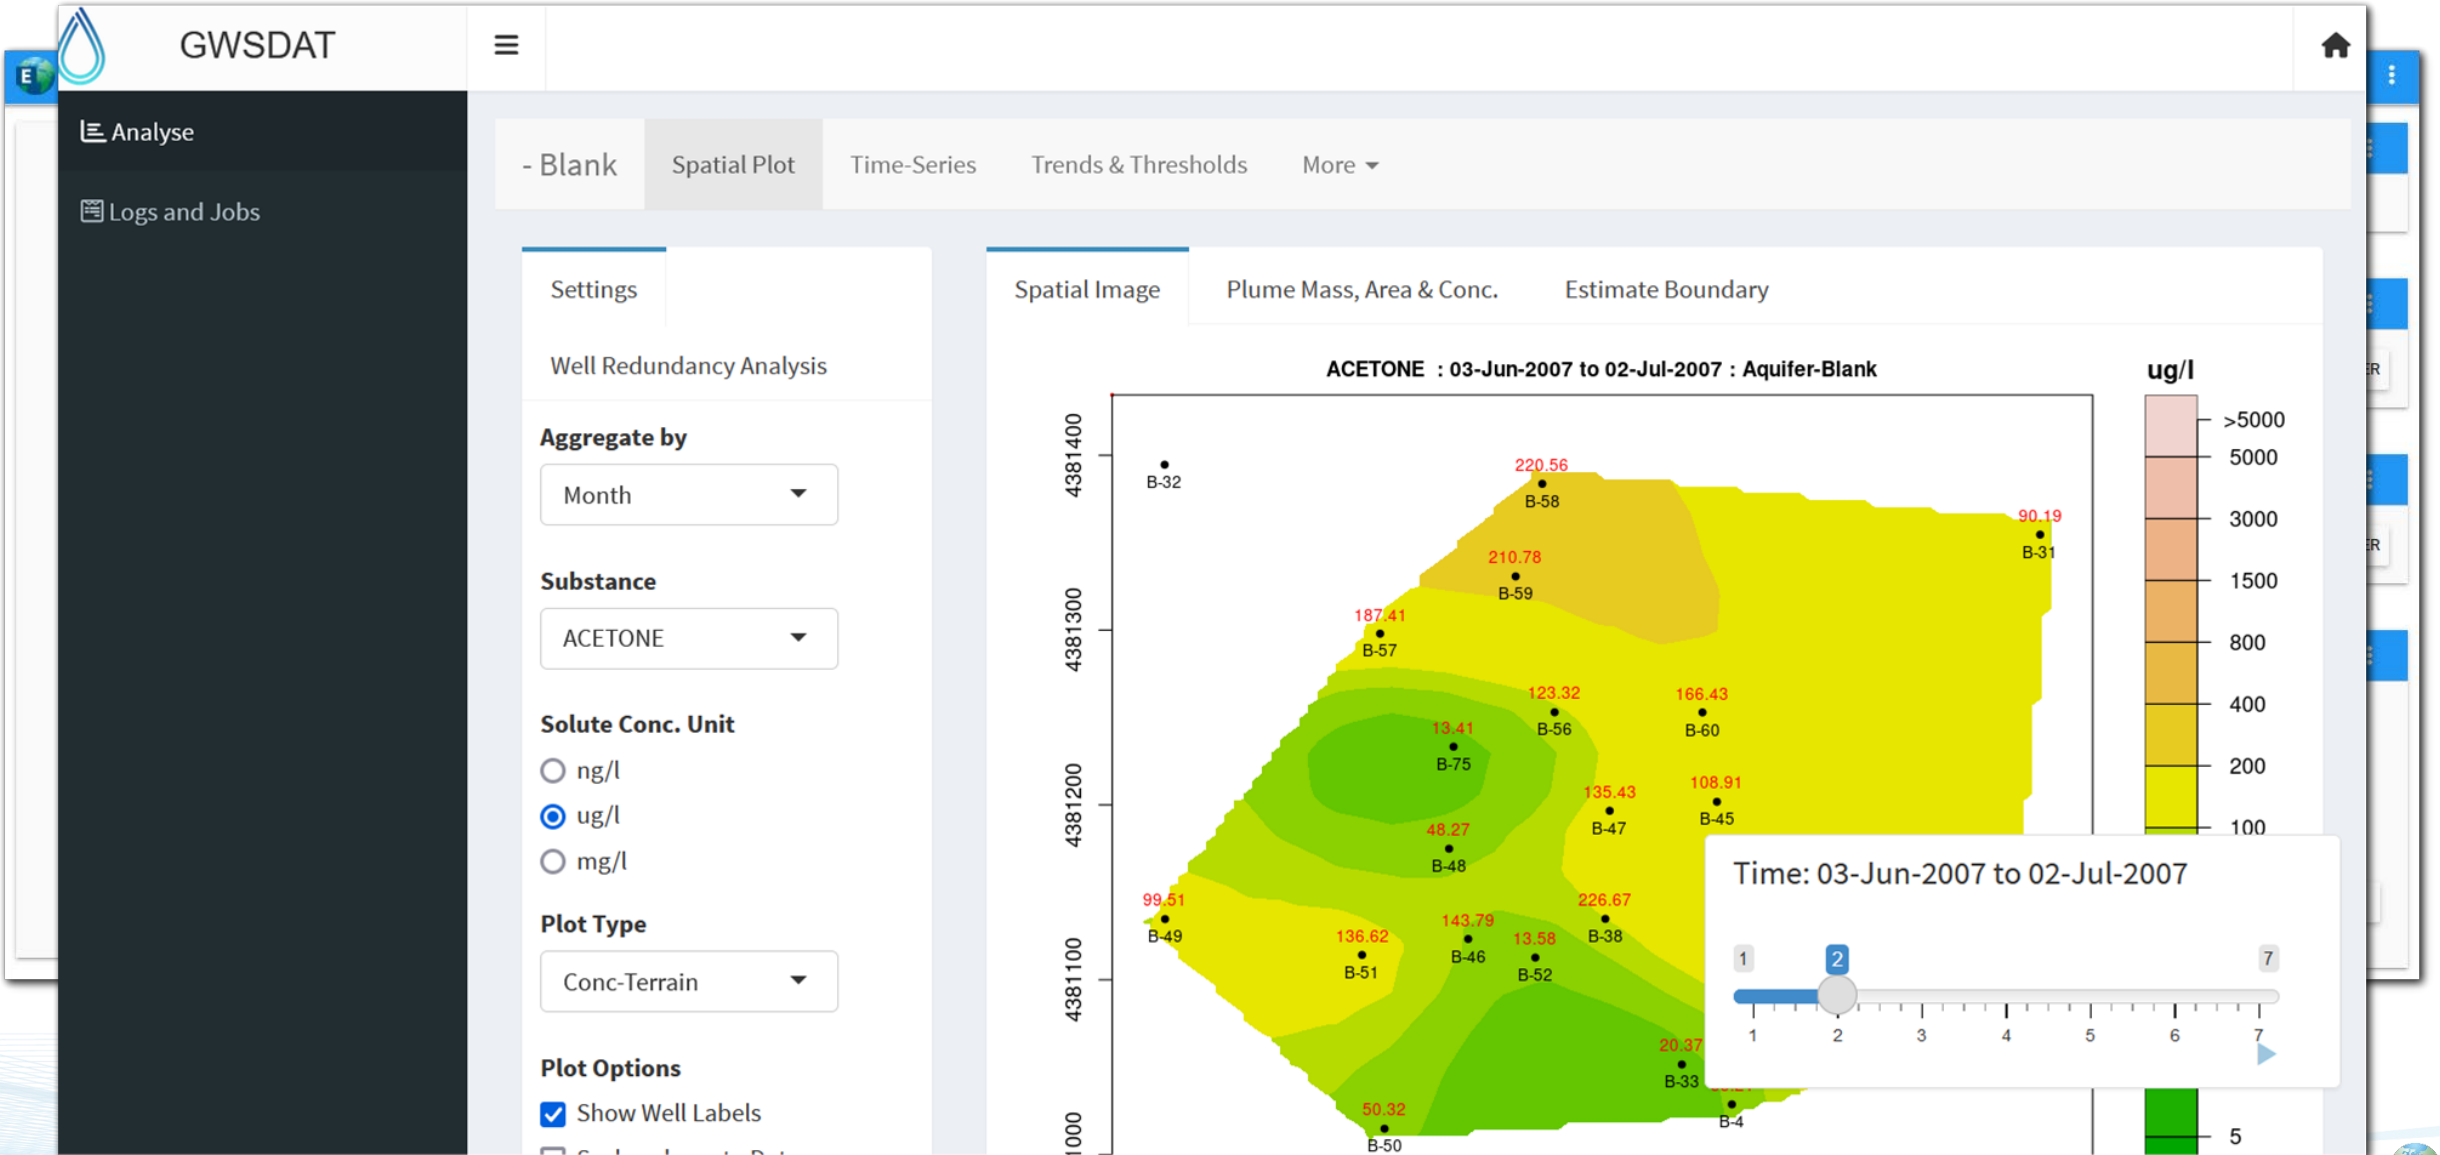 GWSDAT
E
Analyse
Logs and Jobs
- Blank
Spatial Plot
Time-Series
Trends & Thresholds
More
Settings
Well Redundancy Analysis
Aggregate by
Month
Substance
ACETONE
Solute Conc. Unit
ng/l
ug/l
mg/l
Plot Type
Conc-Terrain
Plot Options
Show Well Labels
Spatial Image
Plume Mass, Area & Conc.
Estimate Boundary
ACETONE : 03-Jun-2007 to 02-Jul-2007 : Aquifer-Blank
ug/l
4381400
4381300
4381200
4381100
1000
B-32
220.56
B-58
90.19
B-31
210.78
B-59
187.41
B-57
123.32
B-56
166.43
B-60
13.41
B-75
135.43
B-47
108.91
B-45
48.27
B-48
99.51
B-49
226.67
B-38
143.79
B-46
13.58
B-52
136.62
B-51
20.37
B-33
B-4
50.32
B-50
>5000
5000
3000
1500
800
400
200
100
5
Time: 03-Jun-2007 to 02-Jul-2007
1
2
7
1 2 3 4 5 6 7
ER
ER